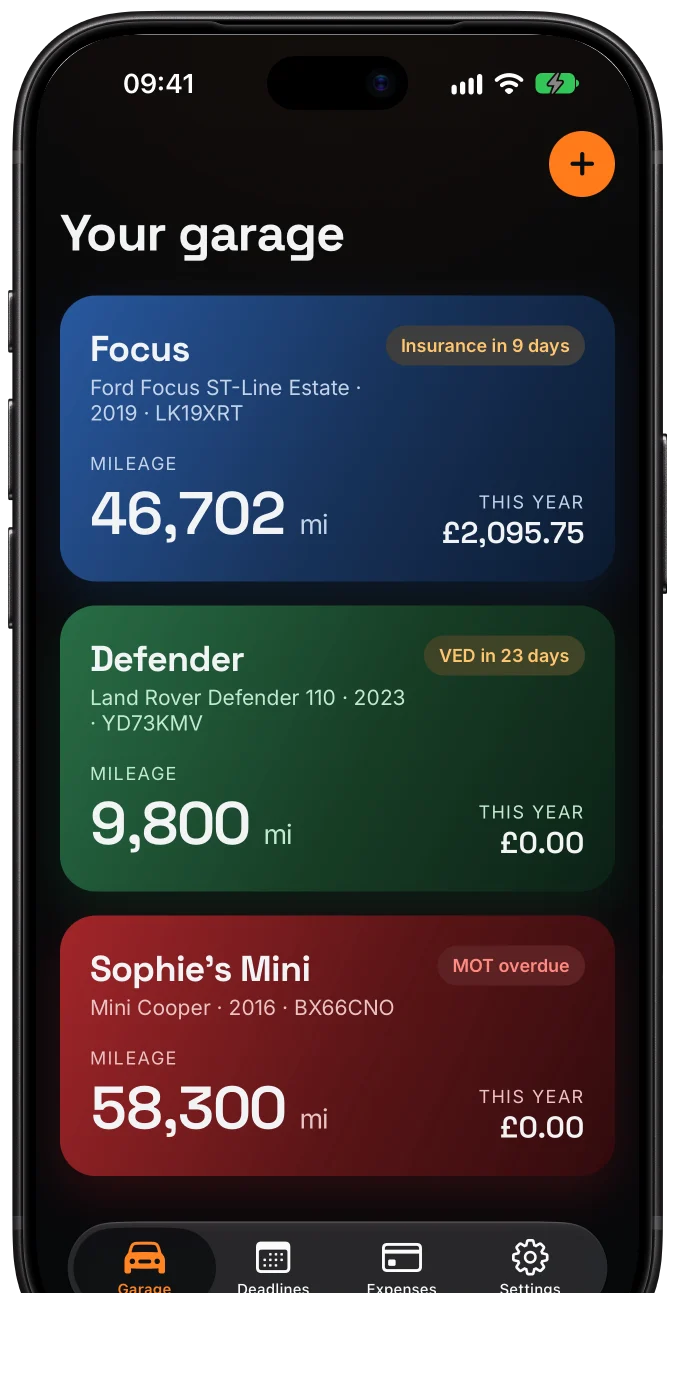 09:41
Your garage
Focus
Insurance in 9 days
Ford Focus ST-Line Estate ·
2019 · LK19XRT
MILEAGE
46,702 mi
THIS YEAR
£2,095.75
Defender
VED in 23 days
Land Rover Defender 110 · 2023
· YD73KMV
MILEAGE
9,800 mi
THIS YEAR
£0.00
Sophie’s Mini
MOT overdue
Mini Cooper · 2016 · BX66CNO
MILEAGE
58,300 mi
THIS YEAR
£0.00
Garage
Deadlines
Expenses
Settings